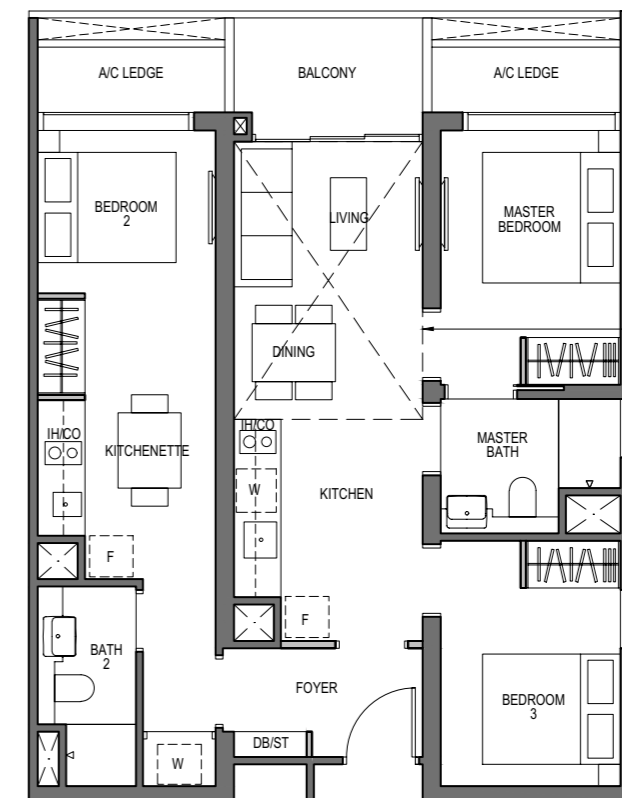 A/C LEDGE
BALCONY
A/C LEDGE
BEDROOM
2
LIVING
MASTER
BEDROOM
DINING
IH/CO
KITCHENETTE
IH/CO
W
KITCHEN
MASTER
BATH
F
F
BATH
2
FOYER
BEDROOM
3
DB/ST
W